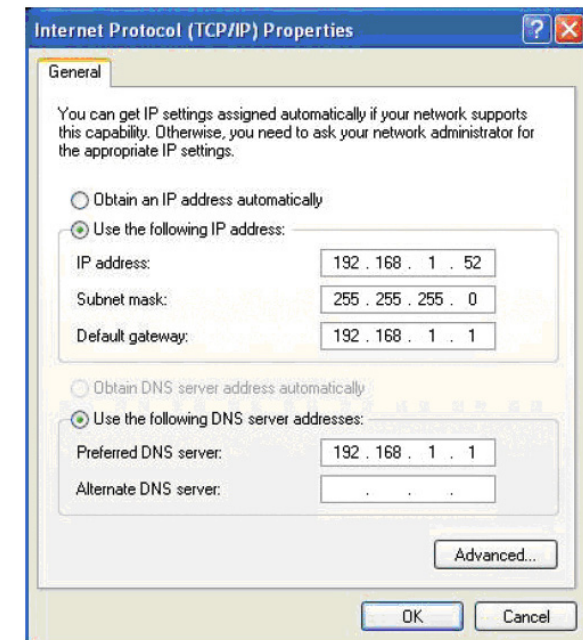 Internet Protocol (TCP/IP) Properties
General
You can get IP settings assigned automatically if your network supports
this capability. Otherwise, you need to ask your network administrator for
the appropriate IP settings.
Obtain an IP address automatically
Use the following IP address:
IP address: 192 . 168 . 1 . 52
Subnet mask: 255 . 255 . 255 . 0
Default gateway: 192 . 168 . 1 . 1
Obtain DNS server address automatically
Use the following DNS server addresses:
Preferred DNS server: 192 . 168 . 1 . 1
Alternate DNS server: . . .
Advanced...
OK Cancel